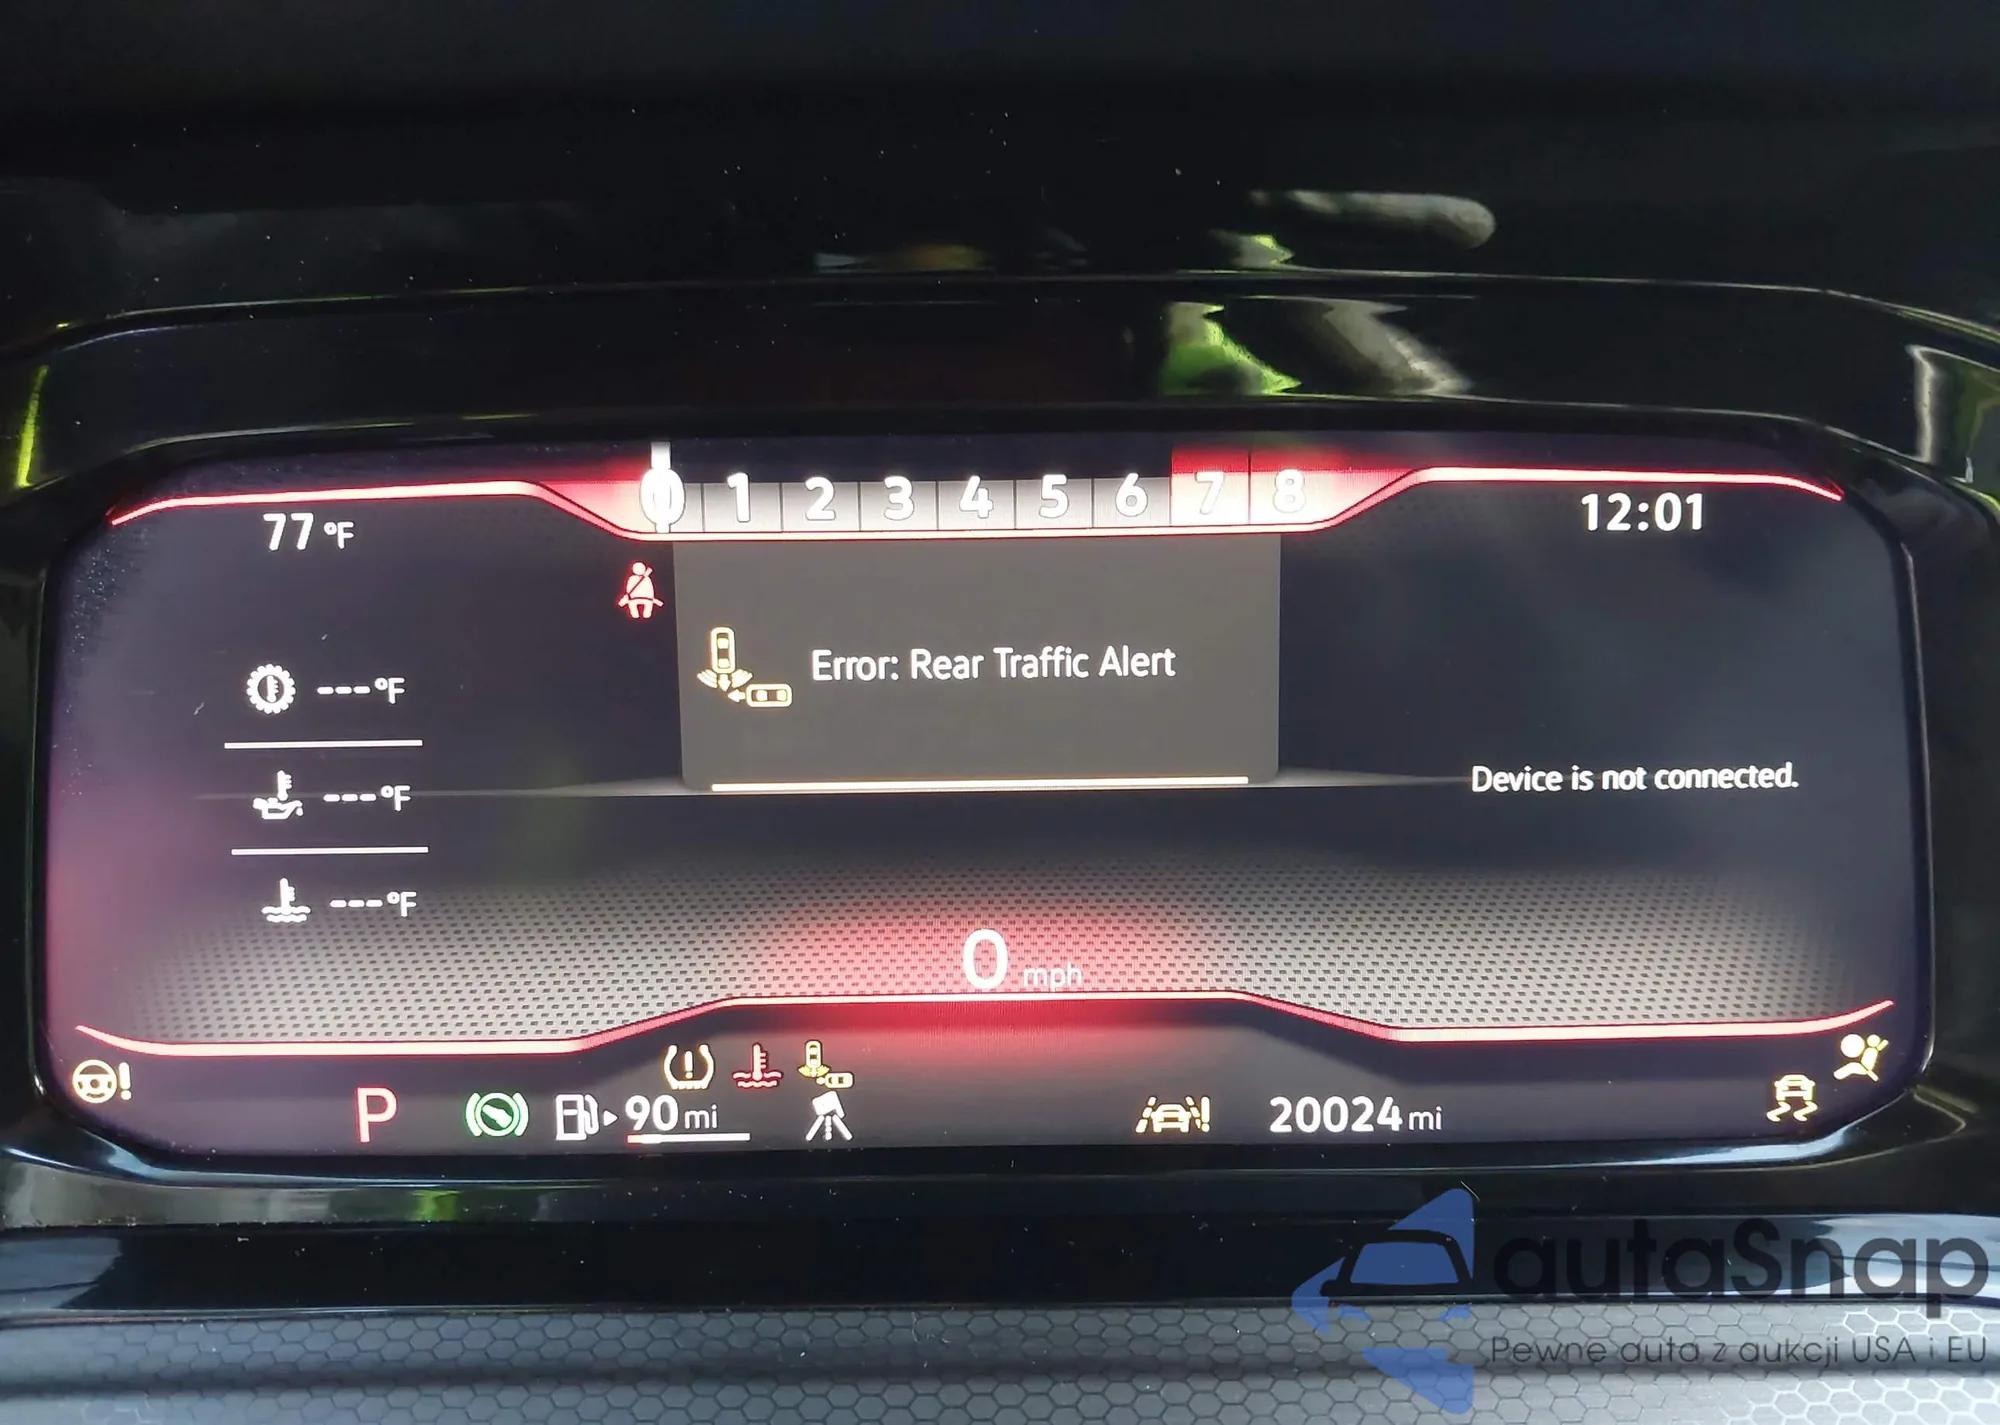 0 1 2 3 4 5 6 7 8
77 °F
12:01
Error: Rear Traffic Alert
---°F
---°F
---°F
Device is not connected.
0 mph
P
90 mi
20024 mi
autaSnap
Pewne auta z aukcji USA i EU